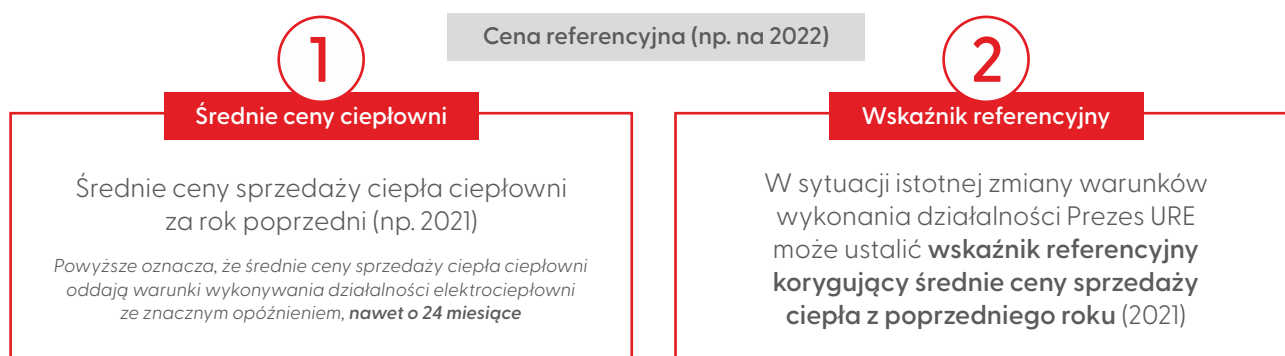 Cena referencyjna (np. na 2022)
1
Średnie ceny ciepłowni
Średnie ceny sprzedaży ciepła ciepłowni
za rok poprzedni (np. 2021)
Powyższe oznacza, że średnie ceny sprzedaży ciepła ciepłowni
oddają warunki wykonywania działalności elektrociepłowni
ze znacznym opóźnieniem, nawet o 24 miesiące
2
Wskaźnik referencyjny
W sytuacji istotnej zmiany warunków
wykonania działalności Prezes URE
może ustalić wskaźnik referencyjny
korygujący średnie ceny sprzedaży
ciepła z poprzedniego roku (2021)